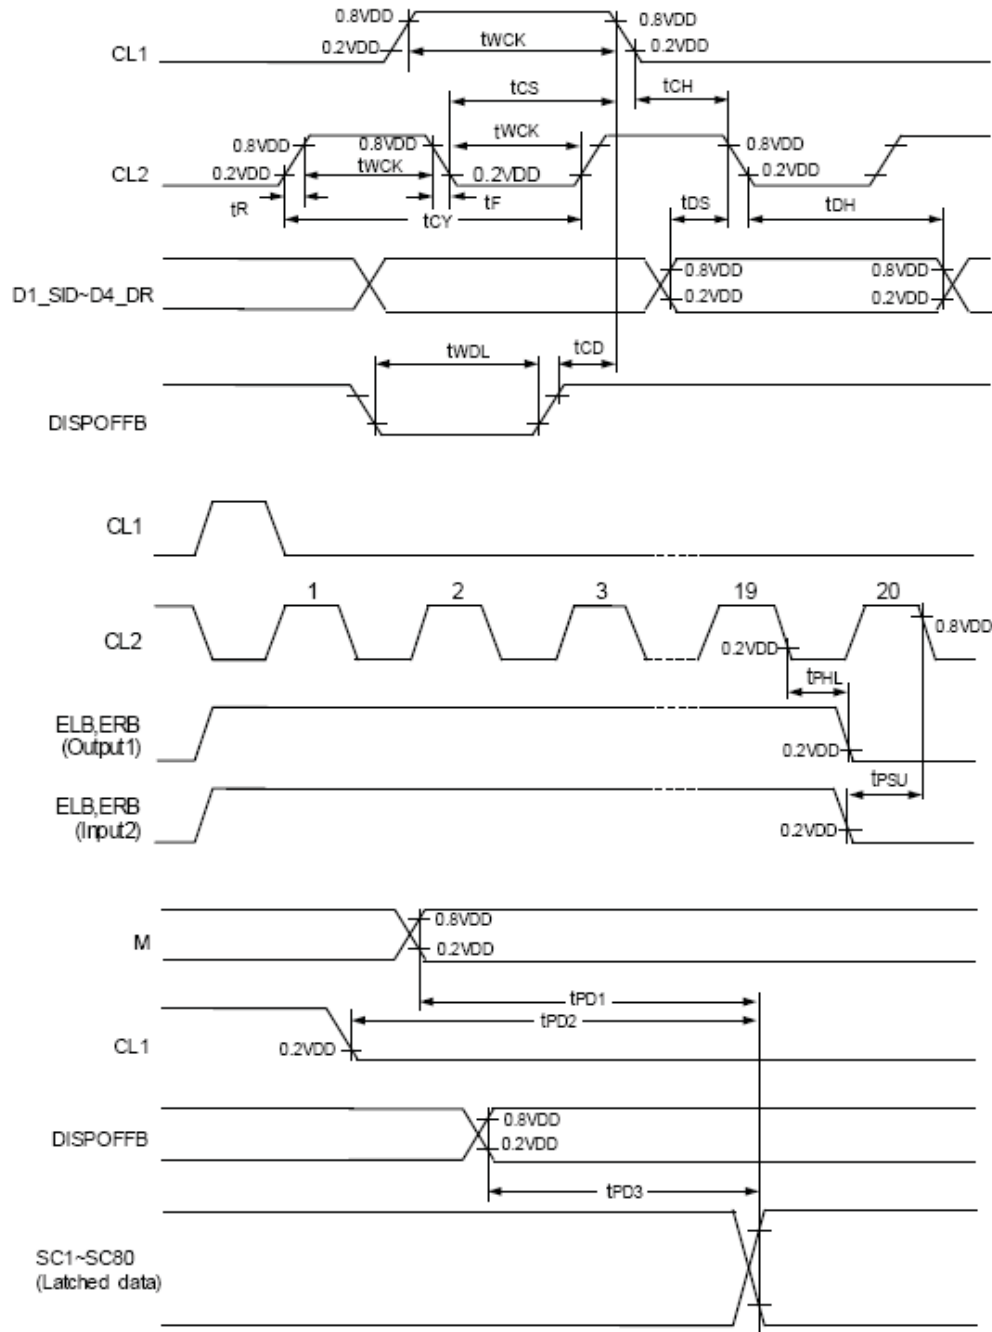 0.8VDD 0.8VDD
CL1 0.2VDD tWCK 0.2VDD
tCS tCH
0.8VDD 0.8VDD tWCK 0.8VDD
CL2 0.2VDD tWCK 0.2VDD 0.2VDD
tR tF tDS tDH
tCY
D1_SID~D4_DR 0.8VDD 0.8VDD
0.2VDD 0.2VDD
tWDL tCD
DISPOFFB
CL1
1 2 3 19 20
CL2 0.2VDD 0.8VDD
tPHL
ELB,ERB
(Output1)
0.2VDD
tPSU
ELB,ERB
(Input2)
0.2VDD
M 0.8VDD
0.2VDD
tPD1
tPD2
CL1 0.2VDD
DISPOFFB 0.8VDD
0.2VDD
tPD3
SC1~SC80
(Latched data)